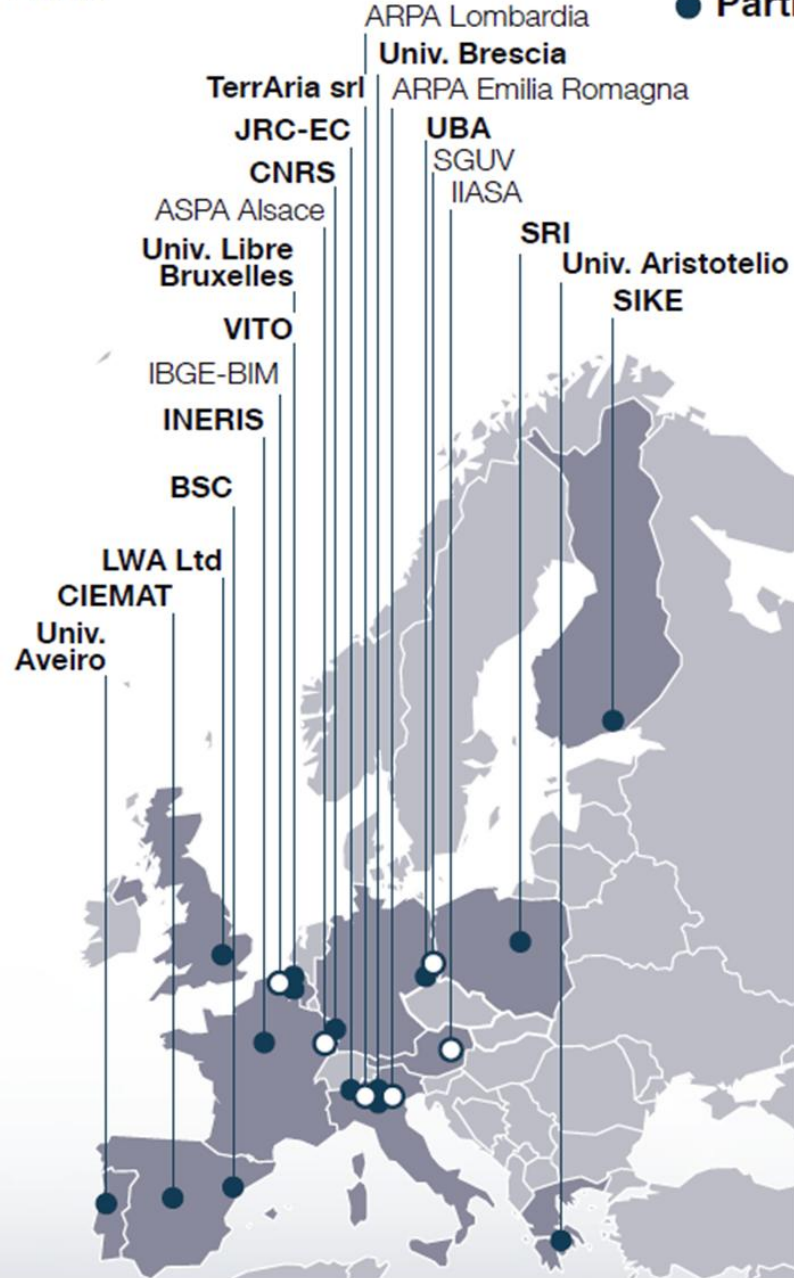 Part
ARPA Lombardia
Univ. Brescia
TerrAria srl
ARPA Emilia Romagna
JRC-EC
UBA
CNRS
SGUV
IIASA
ASPA Alsace
SRI
Univ. Libre
Bruxelles
Univ. Aristotelio
SIKE
VITO
IBGE-BIM
INERIS
BSC
LWA Ltd
CIEMAT
Univ.
Aveiro